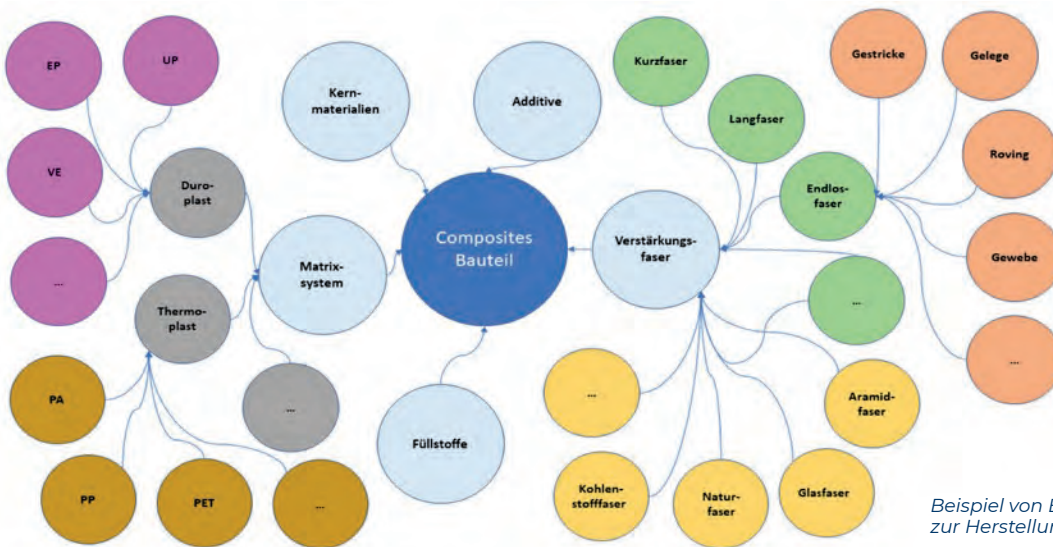 EP
UP
VE
...
Duro-
plast
Thermo-
plast
...
PA
PP
PET
...
Matrix-
system
Kern-
materialien
Additive
Composites
Bauteil
Füllstoffe
Verstärkungs-
faser
Kurzfaser
Langfaser
Endlos-
faser
...
Gestricke
Gelege
Roving
Gewebe
...
...
Kohlen-
stofffaser
Natur-
faser
Glasfaser
Aramid-
faser
Beispiel von
zur Herstellun